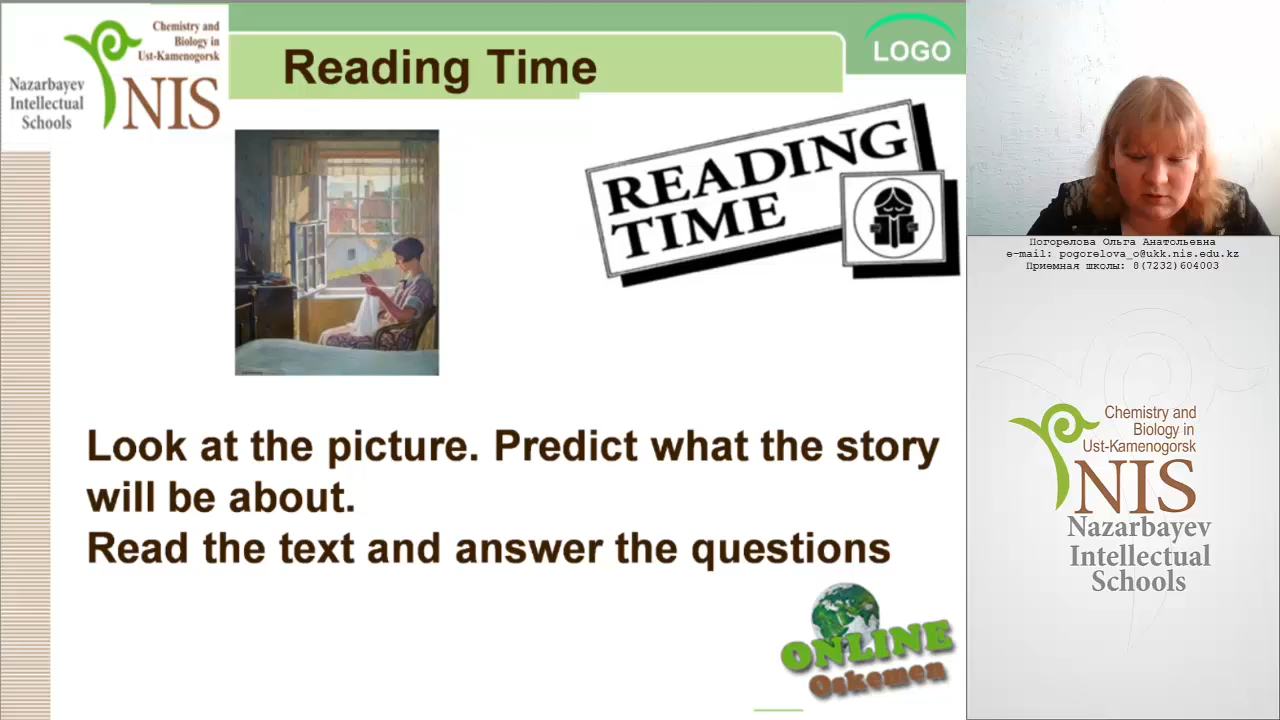 Chemistry and
Biology in
Ust-Kamenogorsk
Nazarbayev
Intellectual
Schools
NIS
Reading Time
LOGO
READING
TIME
Look at the picture. Predict what the story
will be about.
Read the text and answer the questions
ONLINE
Oskemen
Погорелова Ольга Анатольевна
e-mail: pogorelova_o@ukk.nis.edu.kz
Приемная школы: 8(7232)604003
Chemistry and
Biology in
Ust-Kamenogorsk
NIS
Nazarbayev
Intellectual
Schools